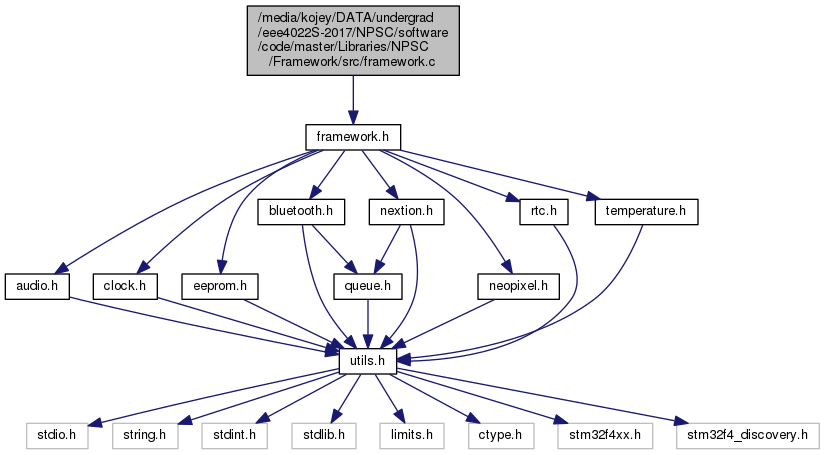 /media/kojey/DATA/undergrad
/eee4022S-2017/NPSC/software
/code/master/Libraries/NPSC
/Framework/src/framework.c
framework.h
bluetooth.h
nextion.h
rtc.h
temperature.h
audio.h
clock.h
eeprom.h
queue.h
neopixel.h
utils.h
stdio.h
string.h
stdint.h
stdlib.h
limits.h
ctype.h
stm32f4xx.h
stm32f4_discovery.h